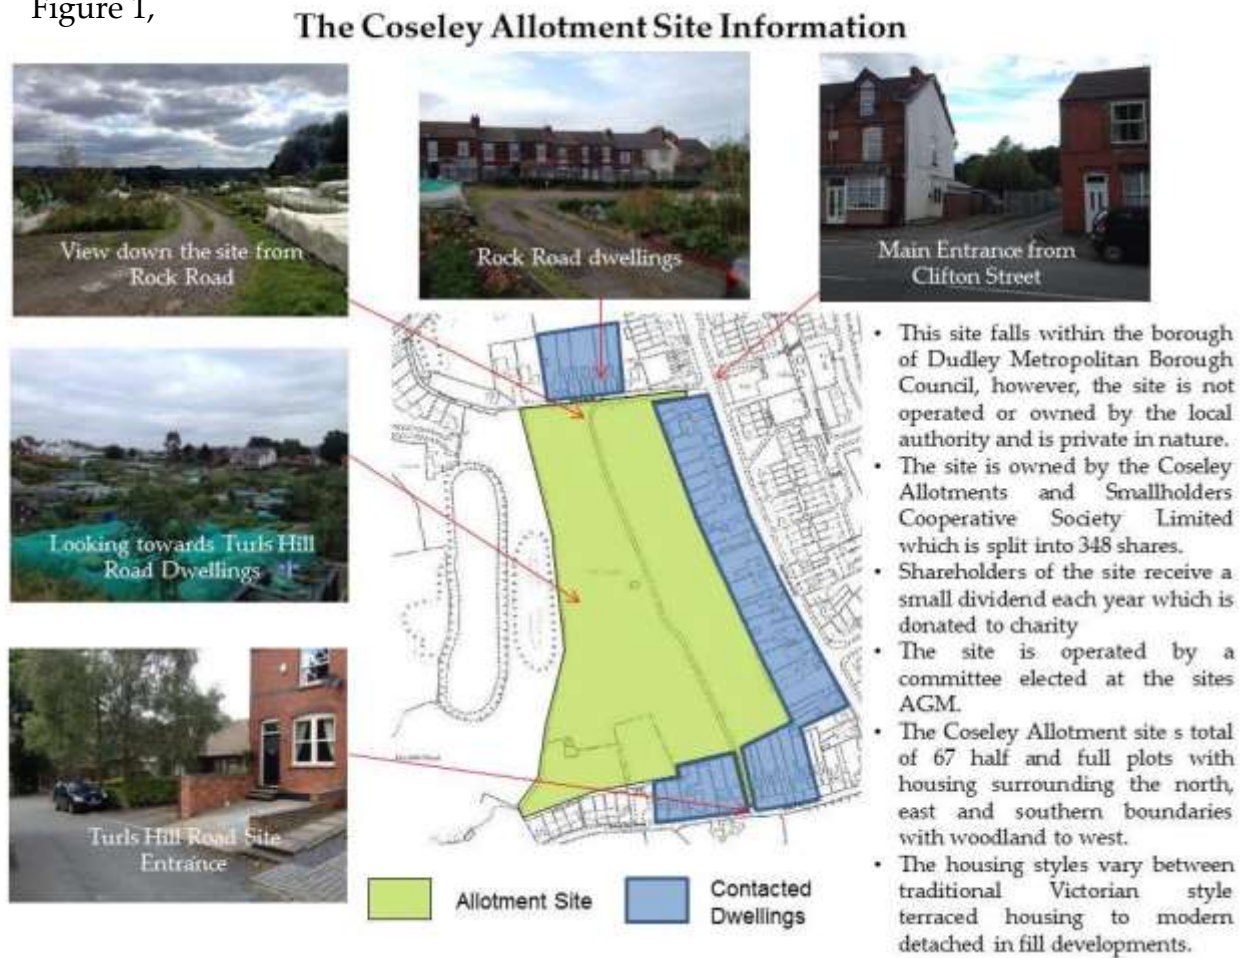 Figure 1,
The Coseley Allotment Site Information
View down the site from
Rock Road
Rock Road dwellings
Main Entrance from
Clifton Street
Looking towards Turls Hill
Road Dwellings
Turls Hill Road Site
Entrance
• This site falls within the borough
of Dudley Metropolitan Borough
Council, however, the site is not
operated or owned by the local
authority and is private in nature.
• The site is owned by the Coseley
Allotments and Smallholders
Cooperative Society Limited
which is split into 348 shares.
• Shareholders of the site receive a
small dividend each year which is
donated to charity
• The site is operated by a
committee elected at the sites
AGM.
• The Coseley Allotment site s total
of 67 half and full plots with
housing surrounding the north,
east and southern boundaries
with woodland to west.
• The housing styles vary between
traditional Victorian style
terraced housing to modern
detached in fill developments.
Allotment Site
Contacted
Dwellings